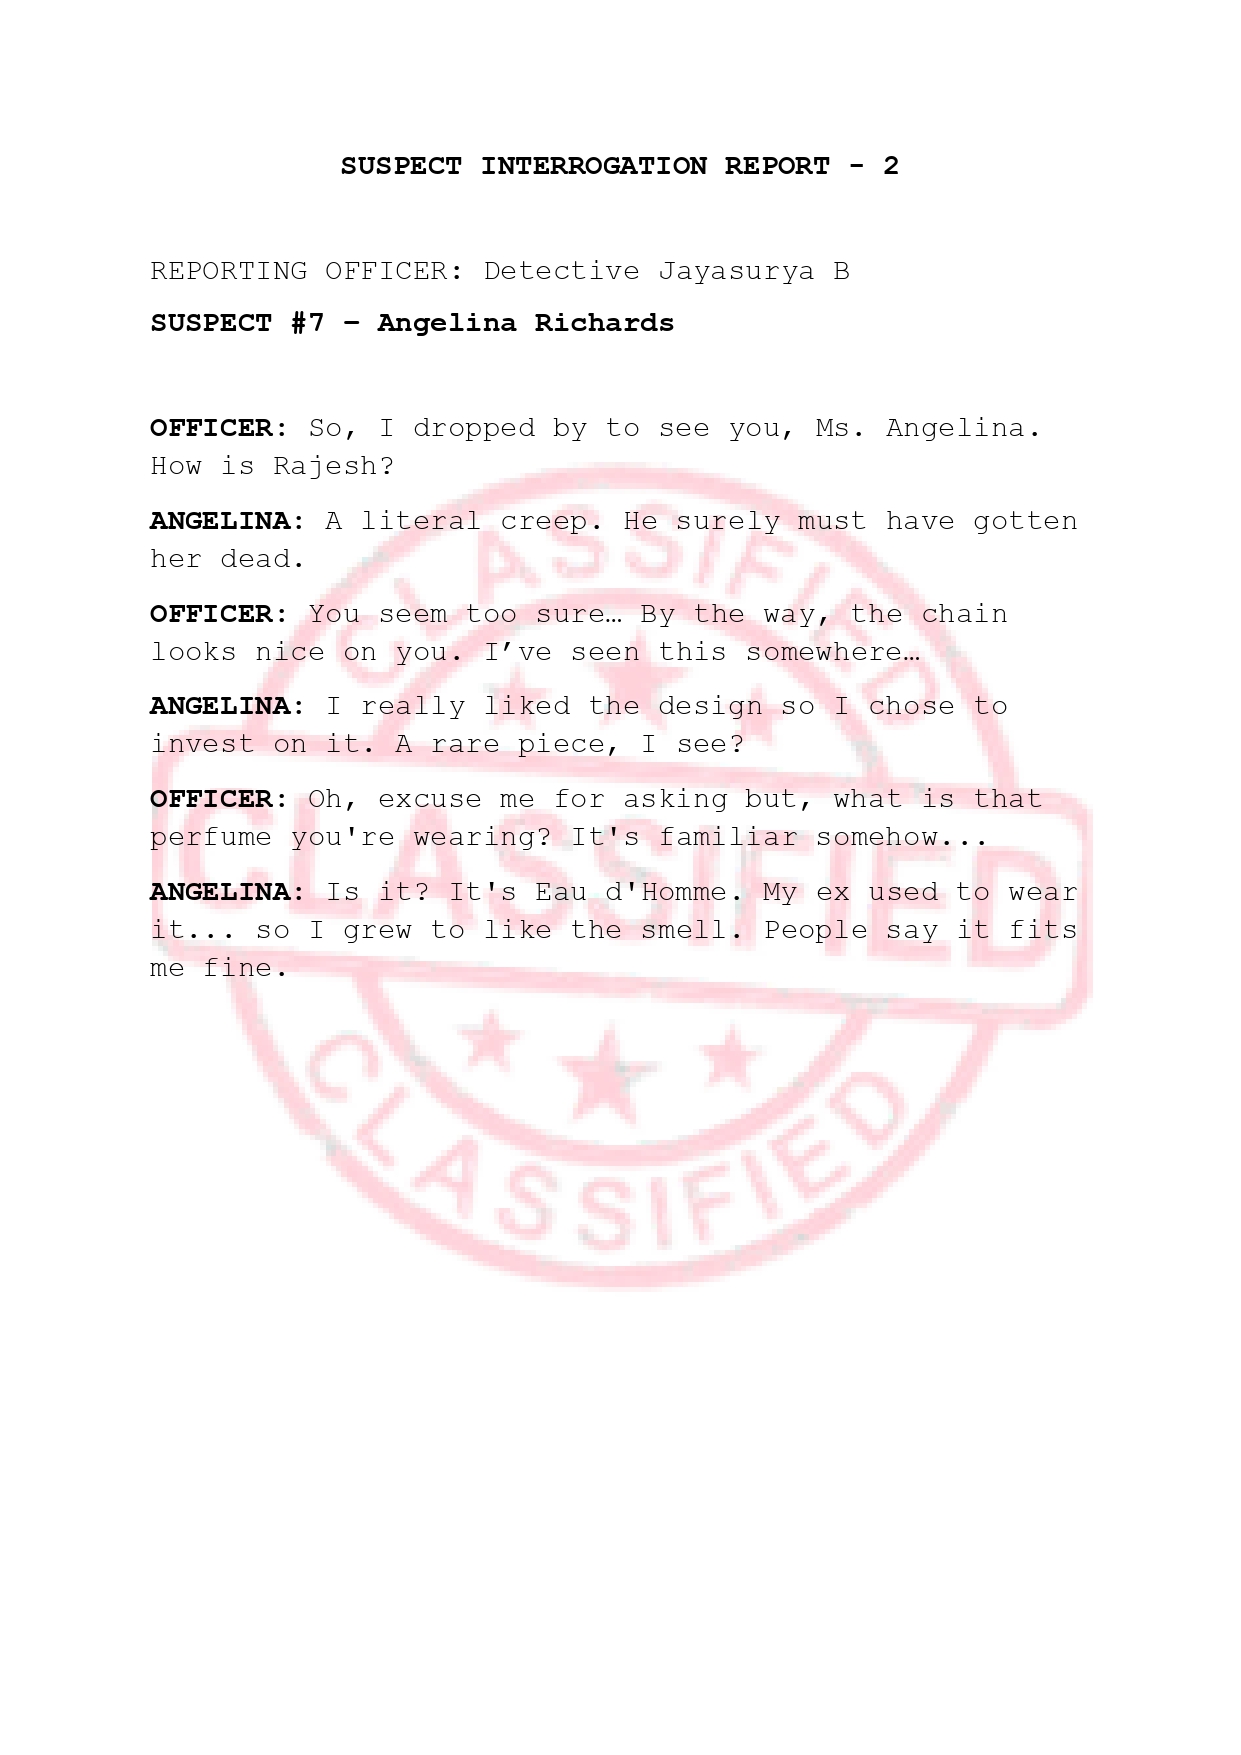 SUSPECT INTERROGATION REPORT - 2
REPORTING OFFICER: Detective Jayasurya B
SUSPECT #7 – Angelina Richards
OFFICER: So, I dropped by to see you, Ms. Angelina.
How is Rajesh?
ANGELINA: A literal creep. He surely must have gotten
her dead.
OFFICER: You seem too sure… By the way, the chain
looks nice on you. I’ve seen this somewhere…
ANGELINA: I really liked the design so I chose to
invest on it. A rare piece, I see?
OFFICER: Oh, excuse me for asking but, what is that
perfume you're wearing? It's familiar somehow...
ANGELINA: Is it? It's Eau d'Homme. My ex used to wear
it... so I grew to like the smell. People say it fits
me fine.
CLASSIFIED
CLASSIFIED
CLASSIFIED